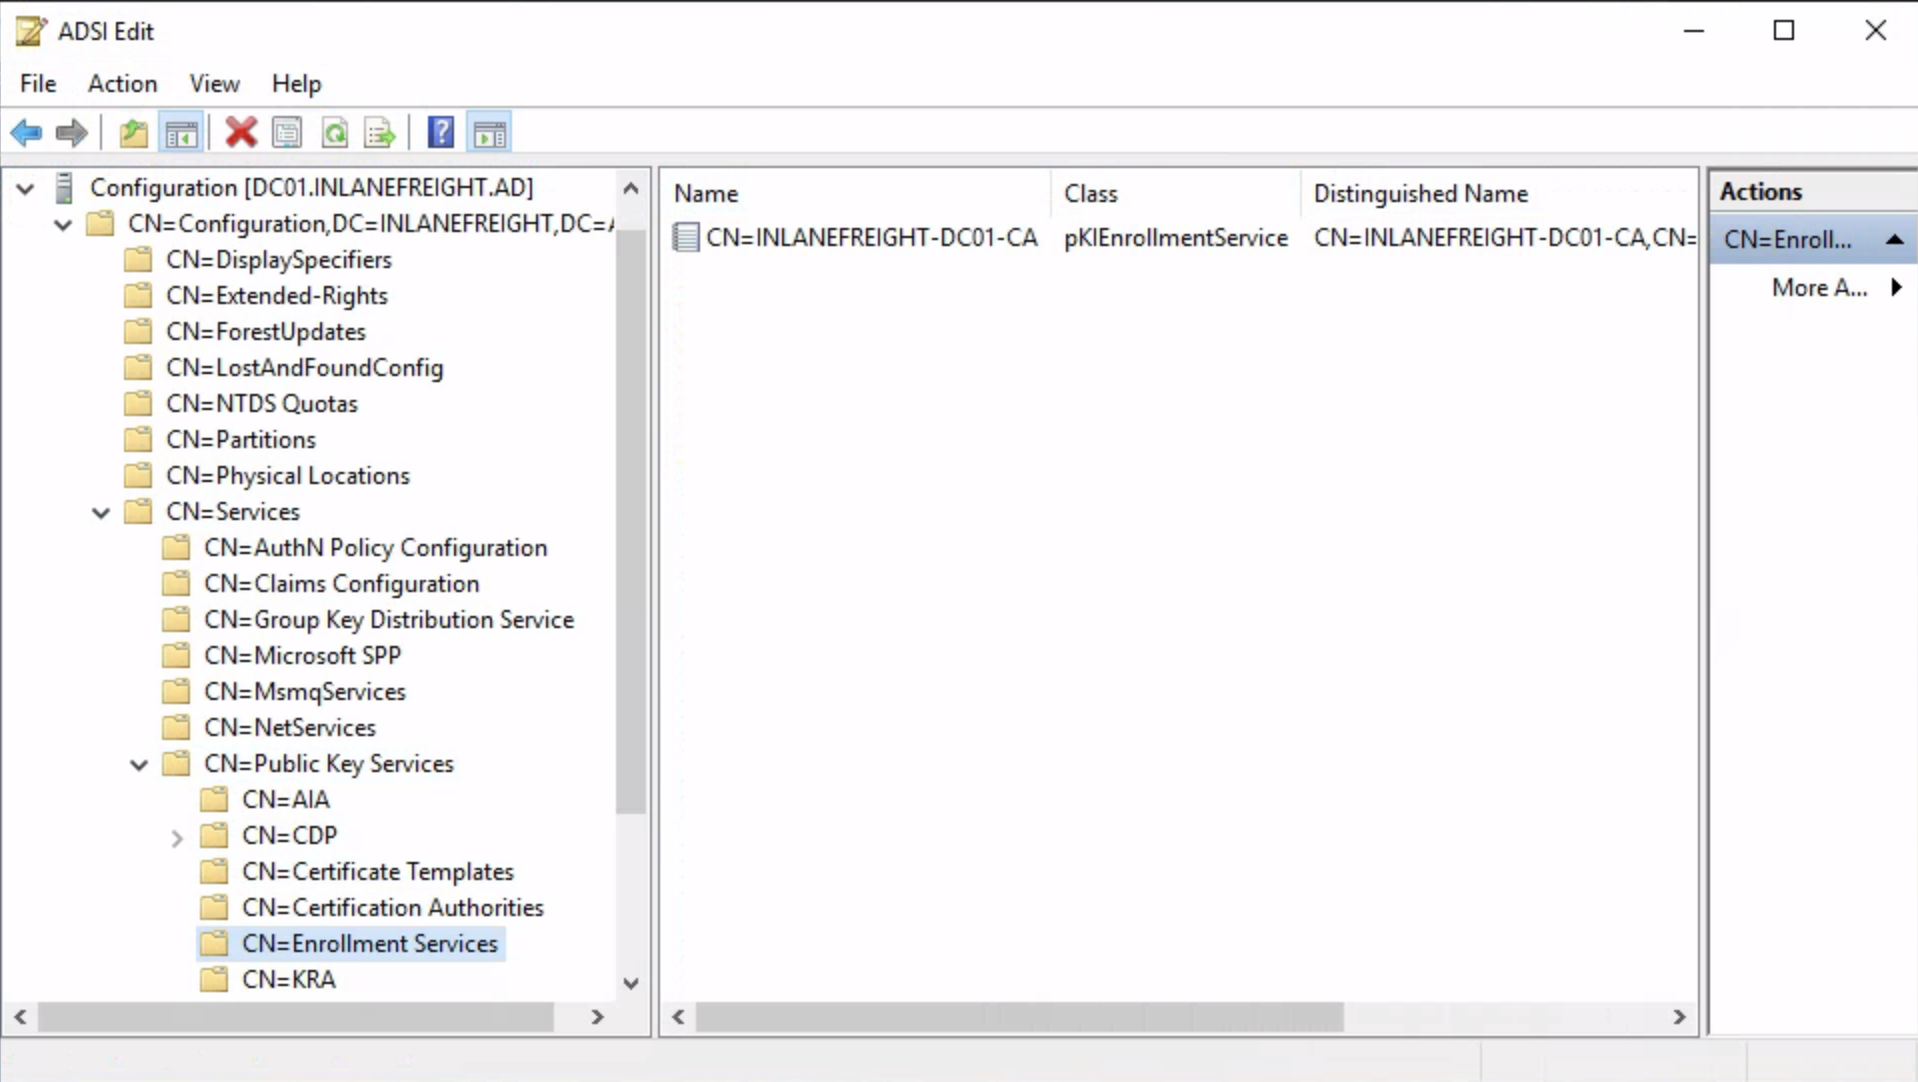 ADSI Edit
File Action View Help
Configuration [DC01.INLANEFREIGHT.AD]
CN=Configuration,DC=INLANEFREIGHT,DC=A
CN=DisplaySpecifiers
CN=Extended-Rights
CN=ForestUpdates
CN=LostAndFoundConfig
CN=NTDS Quotas
CN=Partitions
CN=Physical Locations
CN=Services
CN=AuthN Policy Configuration
CN=Claims Configuration
CN=Group Key Distribution Service
CN=Microsoft SPP
CN=MsmqServices
CN=NetServices
CN=Public Key Services
CN=AIA
CN=CDP
CN=Certificate Templates
CN=Certification Authorities
CN=Enrollment Services
CN=KRA
Name Class Distinguished Name
CN=INLANEFREIGHT-DC01-CA pKIEnrollmentService CN=INLANEFREIGHT-DC01-CA,CN=
Actions
CN=Enroll...
More A...